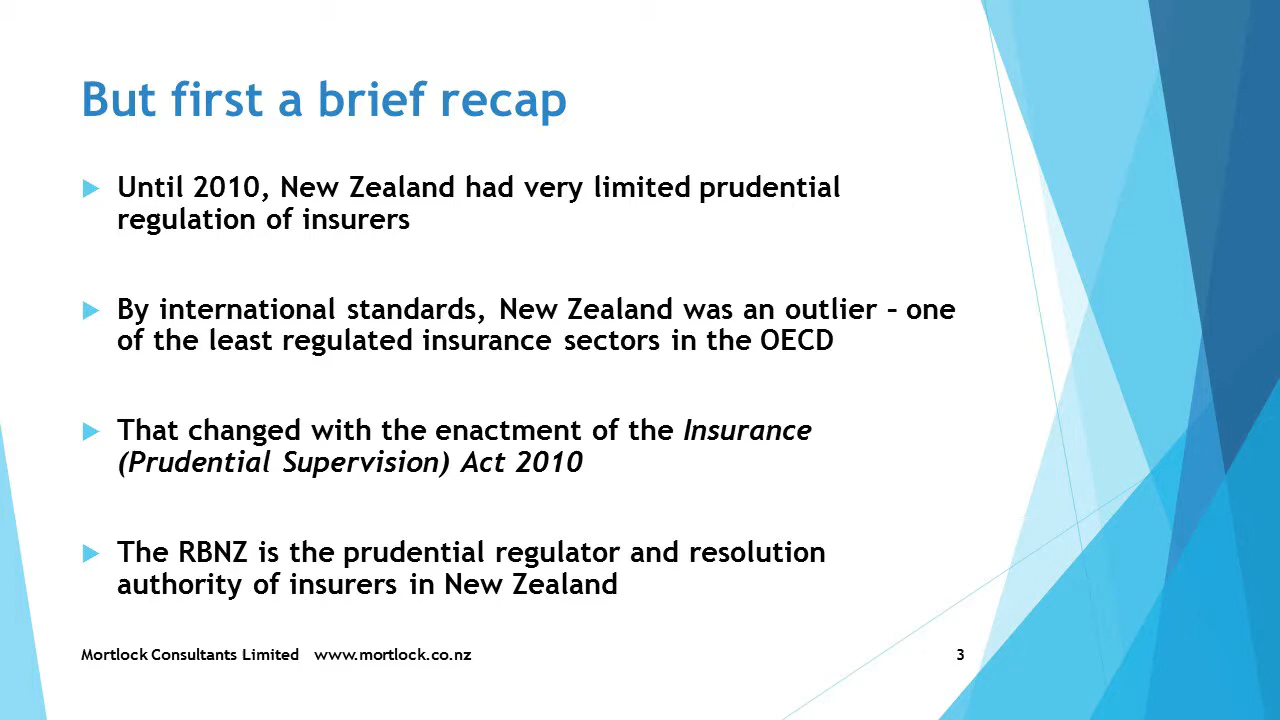 But first a brief recap
Until 2010, New Zealand had very limited prudential
regulation of insurers
By international standards, New Zealand was an outlier – one
of the least regulated insurance sectors in the OECD
That changed with the enactment of the Insurance
(Prudential Supervision) Act 2010
The RBNZ is the prudential regulator and resolution
authority of insurers in New Zealand
Mortlock Consultants Limited www.mortlock.co.nz 3